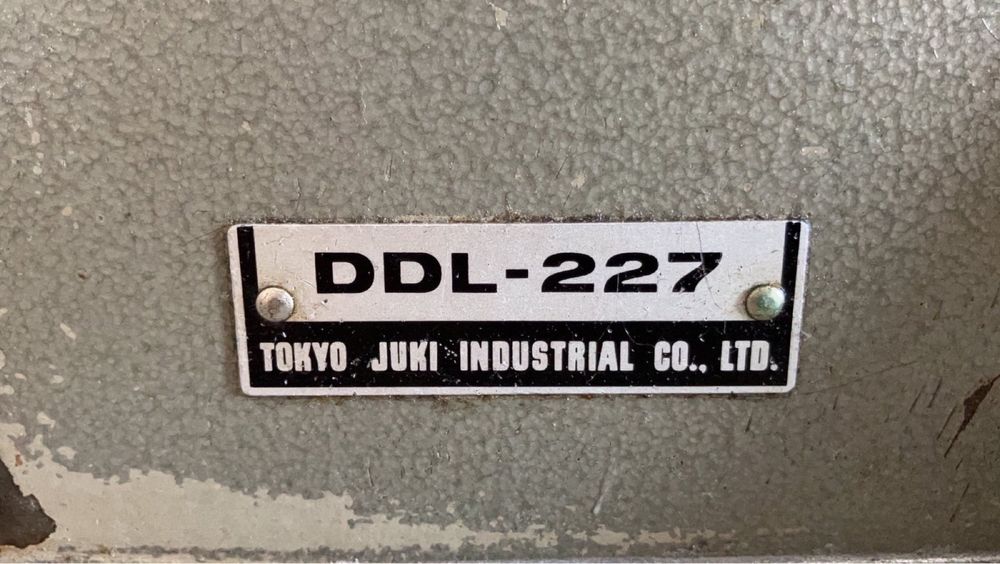 DDL-227
TOKYO JUKI INDUSTRIAL CO., LTD.